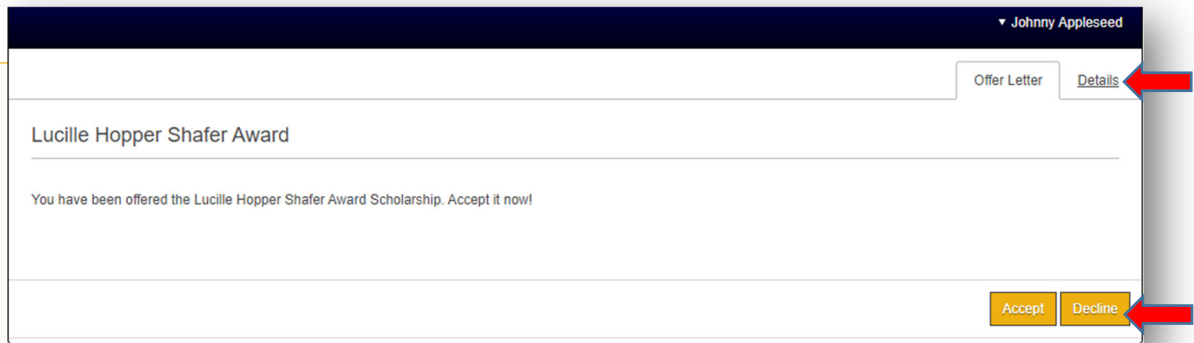 ▼ Johnny Appleseed
Offer Letter Details
Lucille Hopper Shafer Award
You have been offered the Lucille Hopper Shafer Award Scholarship. Accept it now!
Accept Decline